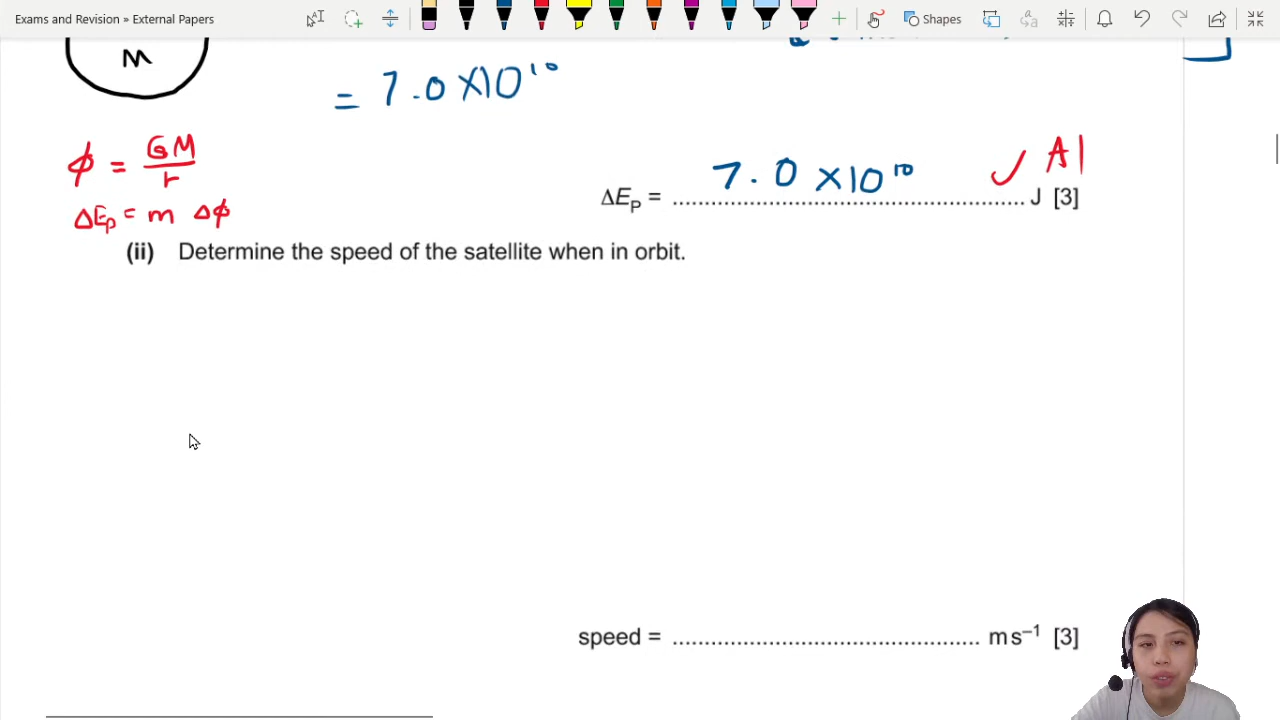 Exams and Revision » External Papers
Shapes
M
= 7.0 ×10¹⁰
ϕ = GM/r
7.0 ×10¹⁰ ✓ A1
ΔEₚ = ........................................................ J [3]
ΔEₚ = m Δϕ
(ii) Determine the speed of the satellite when in orbit.
speed = ................................................ m s⁻¹ [3]